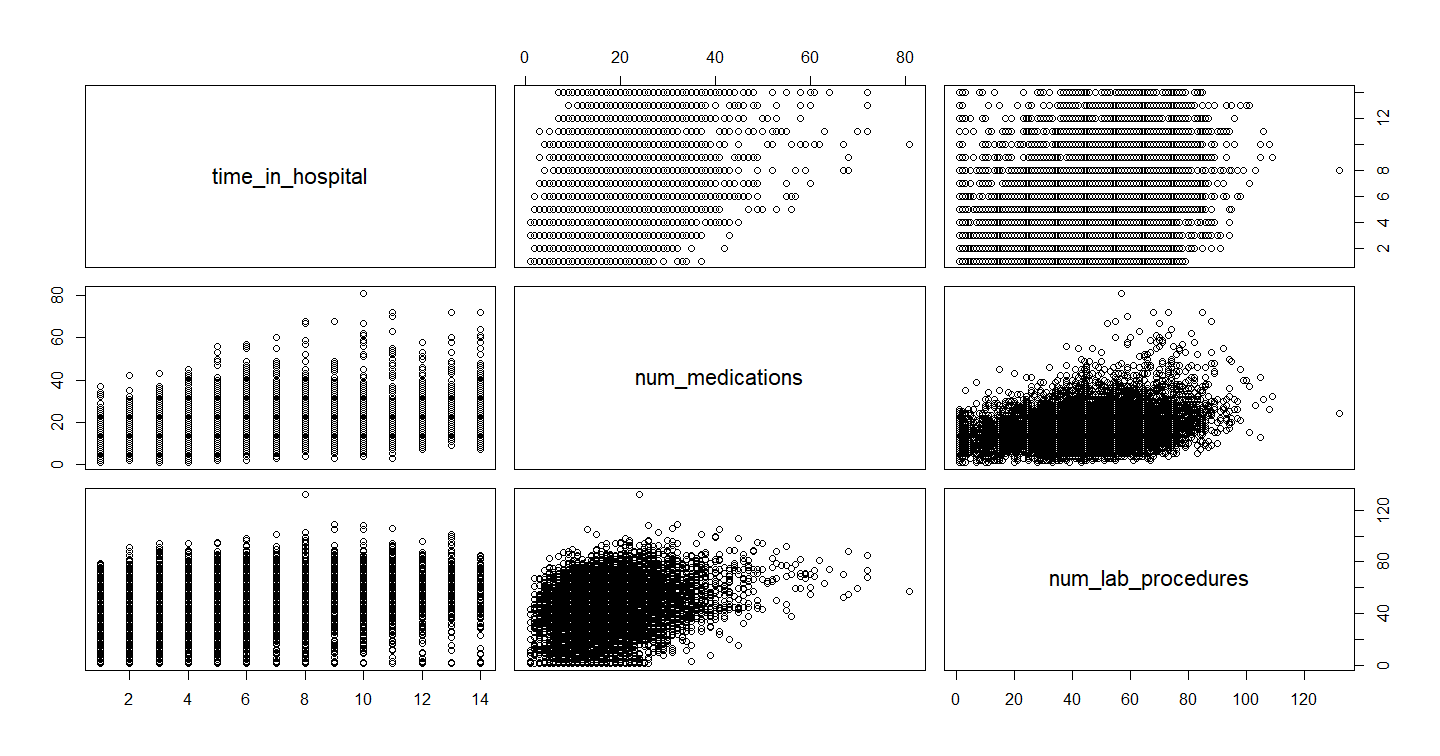 0 20 40 60 80
time_in_hospital
2 4 6 8 12
0 20 40 60 80
num_medications
num_lab_procedures
0 40 80 120
2 4 6 8 10 12 14
0 20 40 60 80 100 120